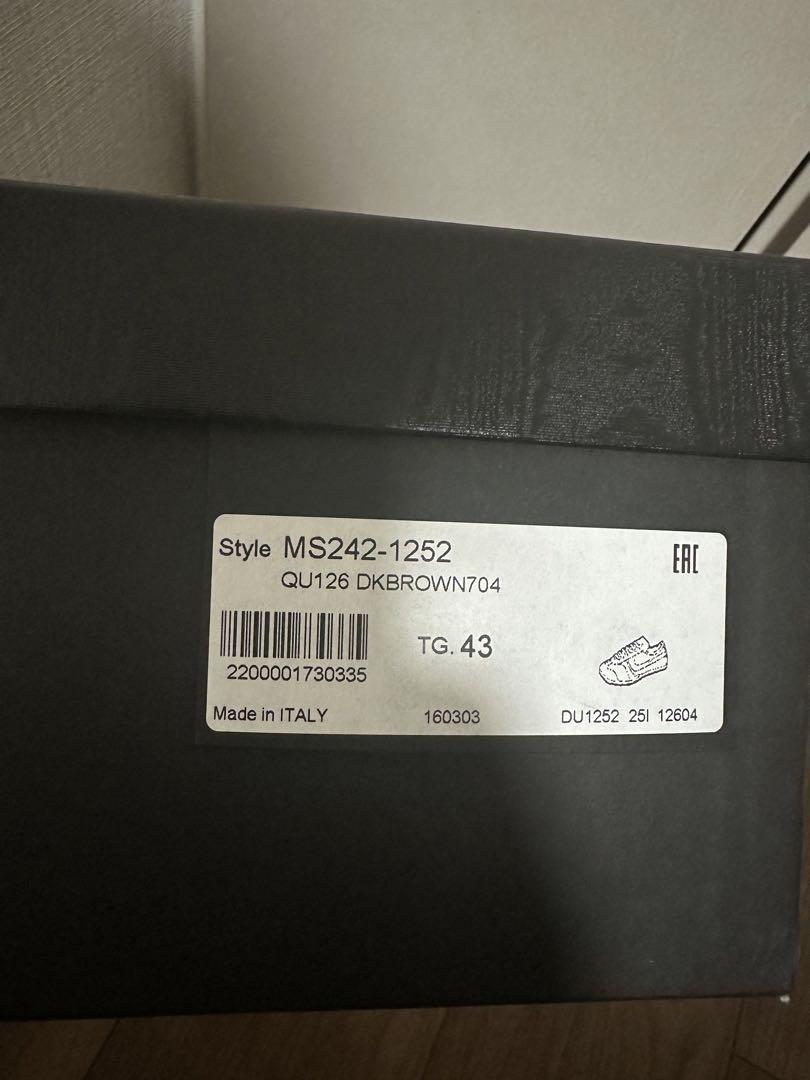 Style MS242-1252
EAC
QU126 DKBROWN704
TG. 43
2200001730335
Made in ITALY 160303 DU1252 25I 12604